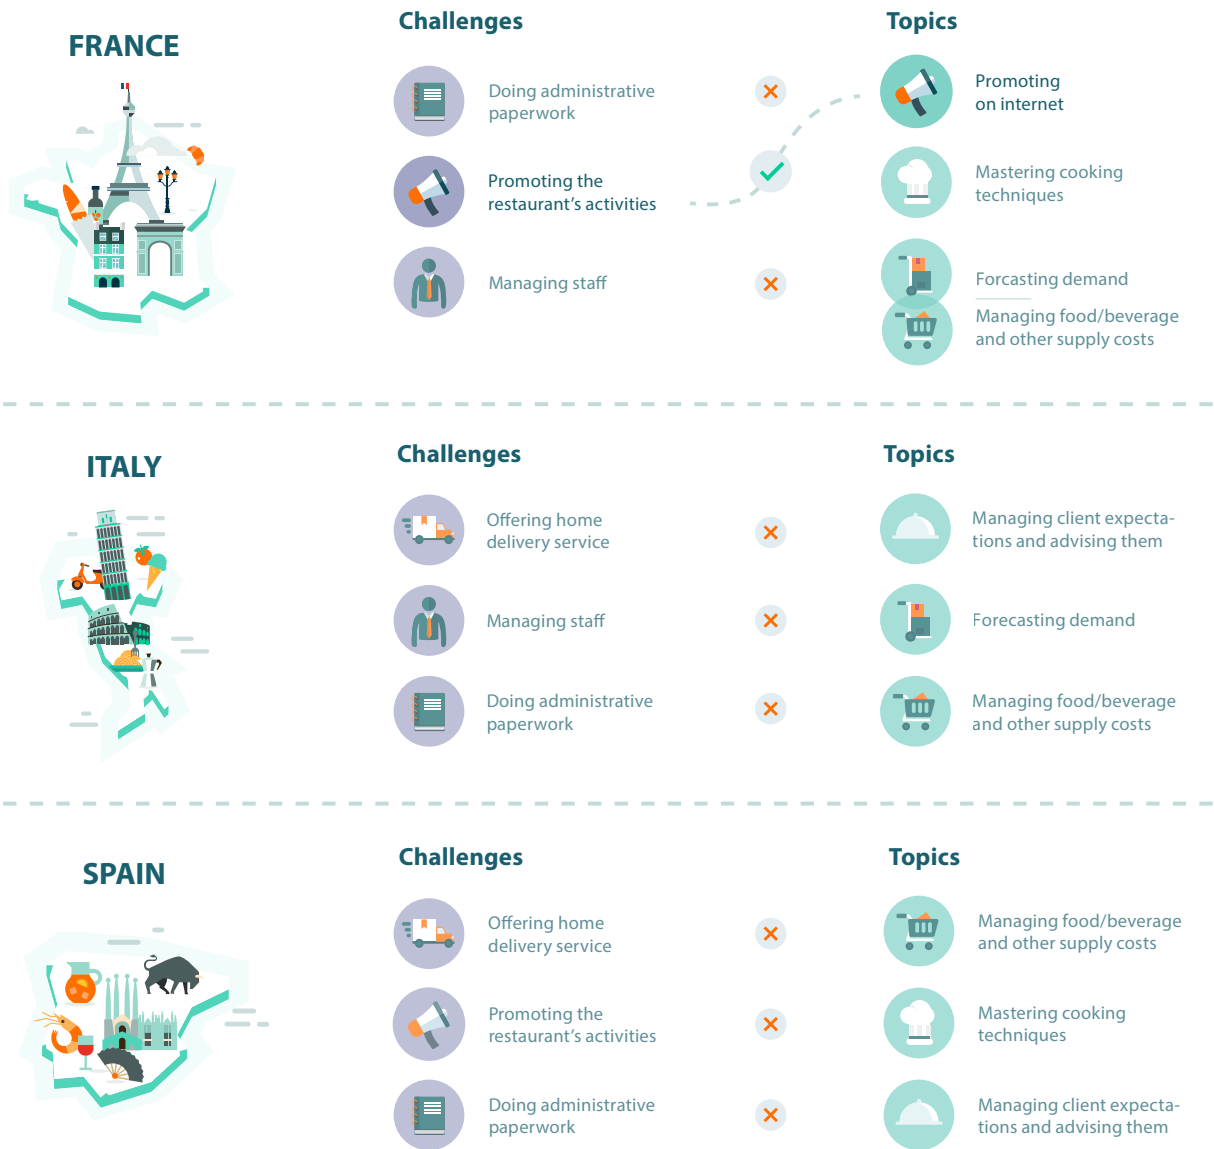 FRANCE
Challenges
Topics
Doing administrative
paperwork
Promoting
on internet
Promoting the
restaurant's activities
Mastering cooking
techniques
Managing staff
Forcasting demand
Managing food/beverage
and other supply costs
ITALY
Challenges
Topics
Offering home
delivery service
Managing client expecta-
tions and advising them
Managing staff
Forecasting demand
Doing administrative
paperwork
Managing food/beverage
and other supply costs
SPAIN
Challenges
Topics
Offering home
delivery service
Managing food/beverage
and other supply costs
Promoting the
restaurant's activities
Mastering cooking
techniques
Doing administrative
paperwork
Managing client expecta-
tions and advising them